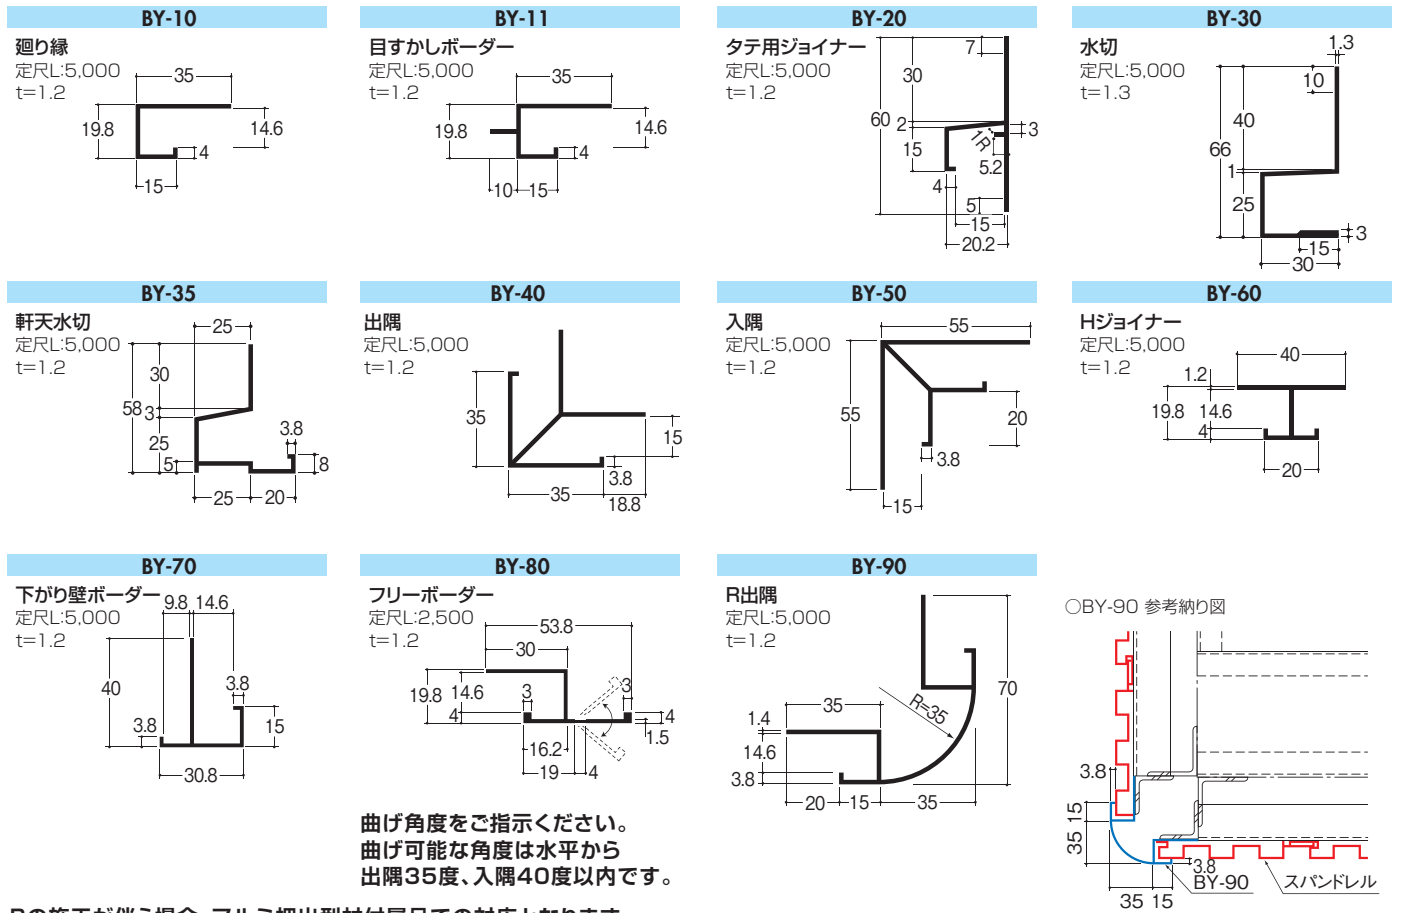 BY-10
廻り縁
定尺L:5,000
t=1.2
35
19.8
14.6
4
15
BY-11
目すかしボーダー
定尺L:5,000
t=1.2
35
19.8
14.6
4
10
15
BY-20
タテ用ジョイナー
定尺L:5,000
t=1.2
7
30
60
2
3
15
1R
5.2
4
5
15
20.2
BY-30
水切
定尺L:5,000
t=1.3
1.3
10
40
66
1
25
3
15
30
BY-35
軒天水切
定尺L:5,000
t=1.2
25
30
58
3
25
3.8
5
8
25
20
BY-40
出隅
定尺L:5,000
t=1.2
35
15
3.8
35
18.8
BY-50
入隅
定尺L:5,000
t=1.2
55
55
20
3.8
15
BY-60
Hジョイナー
定尺L:5,000
t=1.2
40
1.2
19.8
14.6
4
20
BY-70
下がり壁ボーダー
定尺L:5,000
t=1.2
9.8
14.6
40
3.8
3.8
15
30.8
BY-80
フリーボーダー
定尺L:2,500
t=1.2
53.8
30
19.8
14.6
3
3
4
4
1.5
16.2
19
4
曲げ角度をご指示ください。
曲げ可能な角度は水平から
出隅35度、入隅40度以内です。
BY-90
R出隅
定尺L:5,000
t=1.2
35
R=35
70
1.4
14.6
3.8
20
15
35
○BY-90 参考納り図
3.8
15
35
3.8
BY-90
スパンドレル
35
15